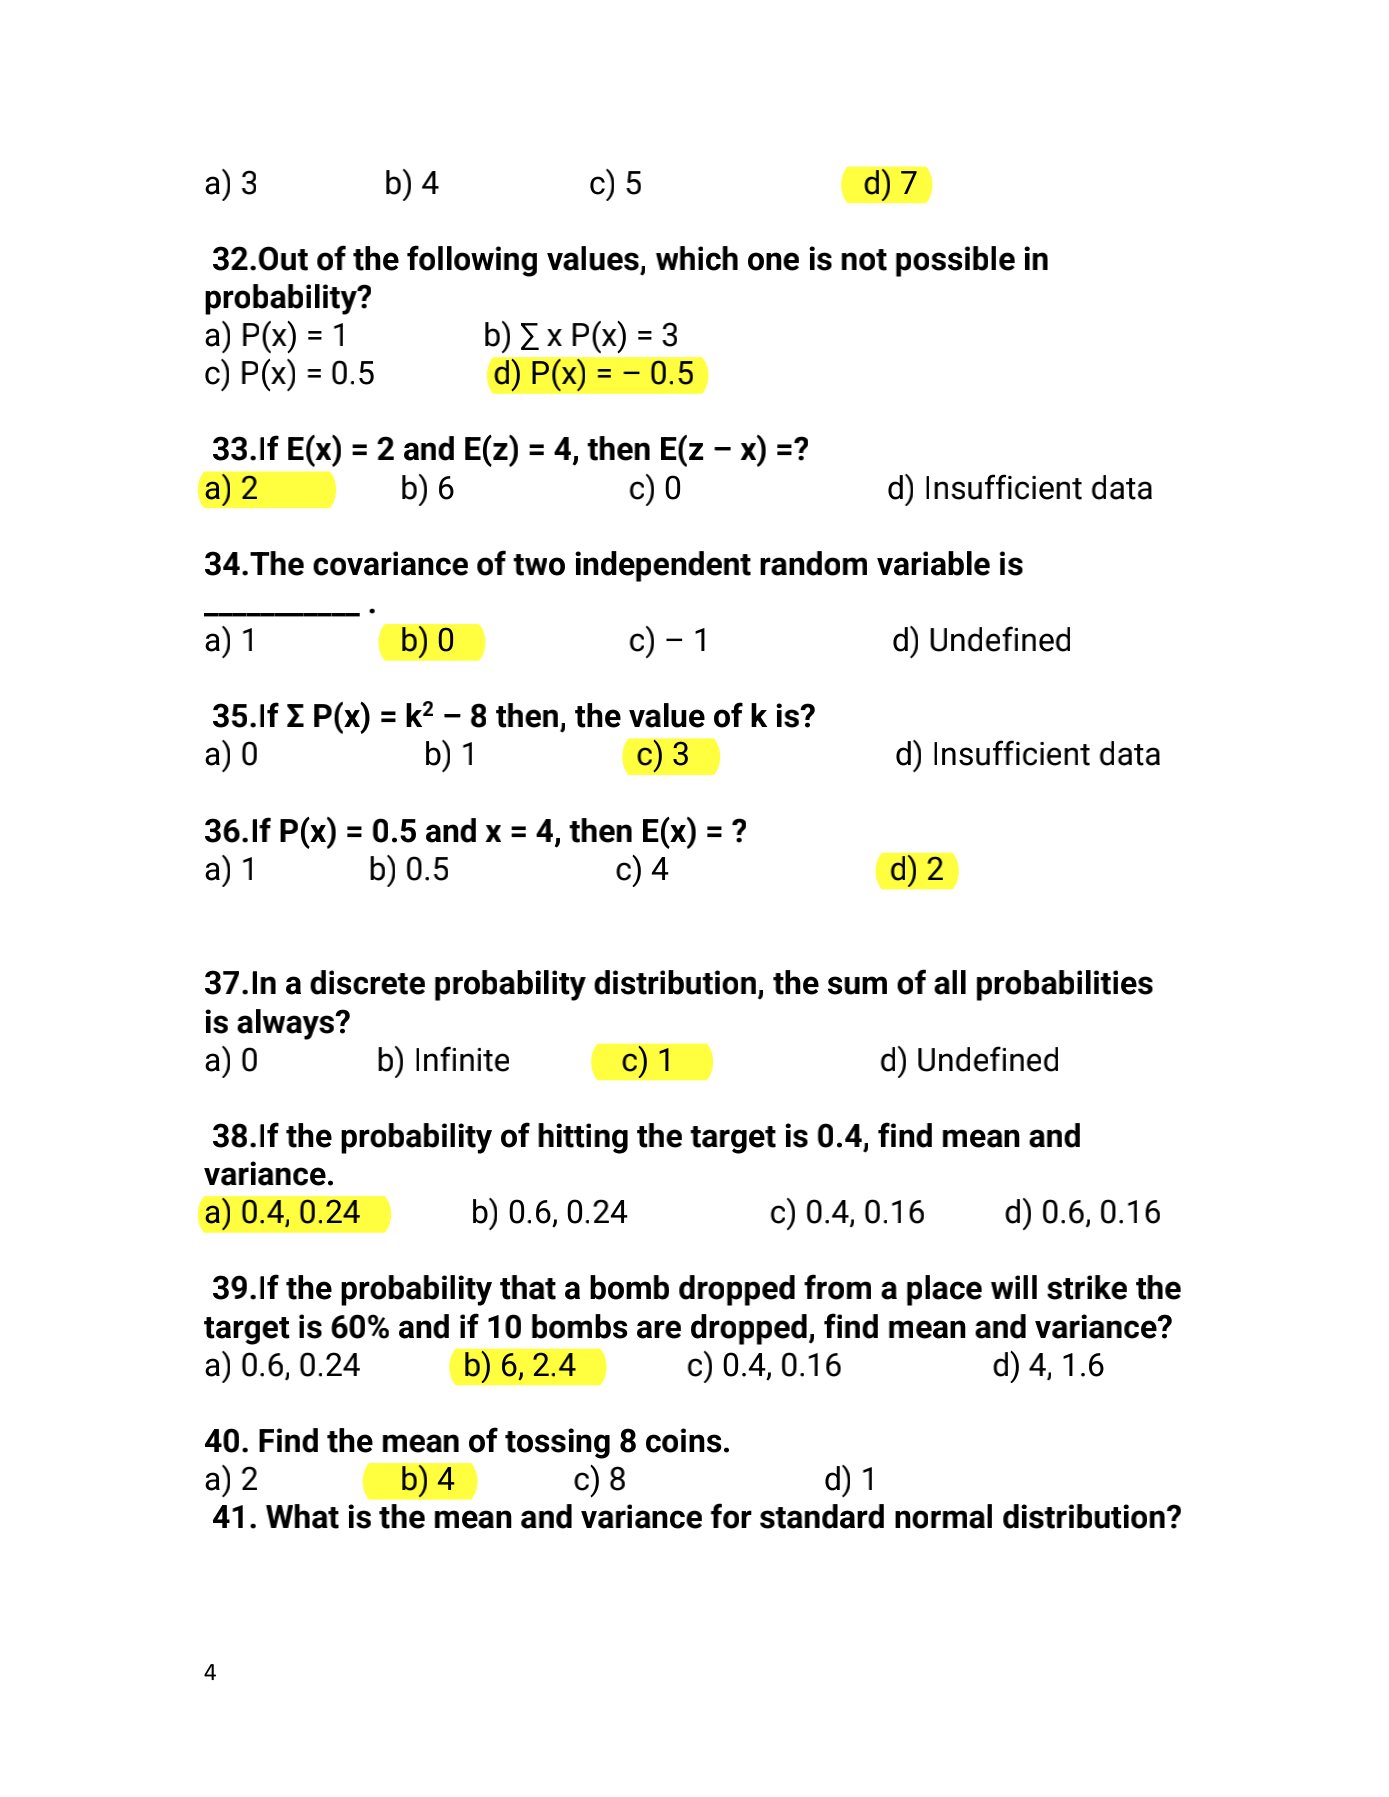 a) 3 b) 4 c) 5 d) 7
32.Out of the following values, which one is not possible in
probability?
a) P(x) = 1 b) ∑ x P(x) = 3
c) P(x) = 0.5 d) P(x) = – 0.5
33.If E(x) = 2 and E(z) = 4, then E(z – x) =?
a) 2 b) 6 c) 0 d) Insufficient data
34.The covariance of two independent random variable is
___________ .
a) 1 b) 0 c) – 1 d) Undefined
35.If Σ P(x) = k² – 8 then, the value of k is?
a) 0 b) 1 c) 3 d) Insufficient data
36.If P(x) = 0.5 and x = 4, then E(x) = ?
a) 1 b) 0.5 c) 4 d) 2
37.In a discrete probability distribution, the sum of all probabilities
is always?
a) 0 b) Infinite c) 1 d) Undefined
38.If the probability of hitting the target is 0.4, find mean and
variance.
a) 0.4, 0.24 b) 0.6, 0.24 c) 0.4, 0.16 d) 0.6, 0.16
39.If the probability that a bomb dropped from a place will strike the
target is 60% and if 10 bombs are dropped, find mean and variance?
a) 0.6, 0.24 b) 6, 2.4 c) 0.4, 0.16 d) 4, 1.6
40. Find the mean of tossing 8 coins.
a) 2 b) 4 c) 8 d) 1
41. What is the mean and variance for standard normal distribution?
4